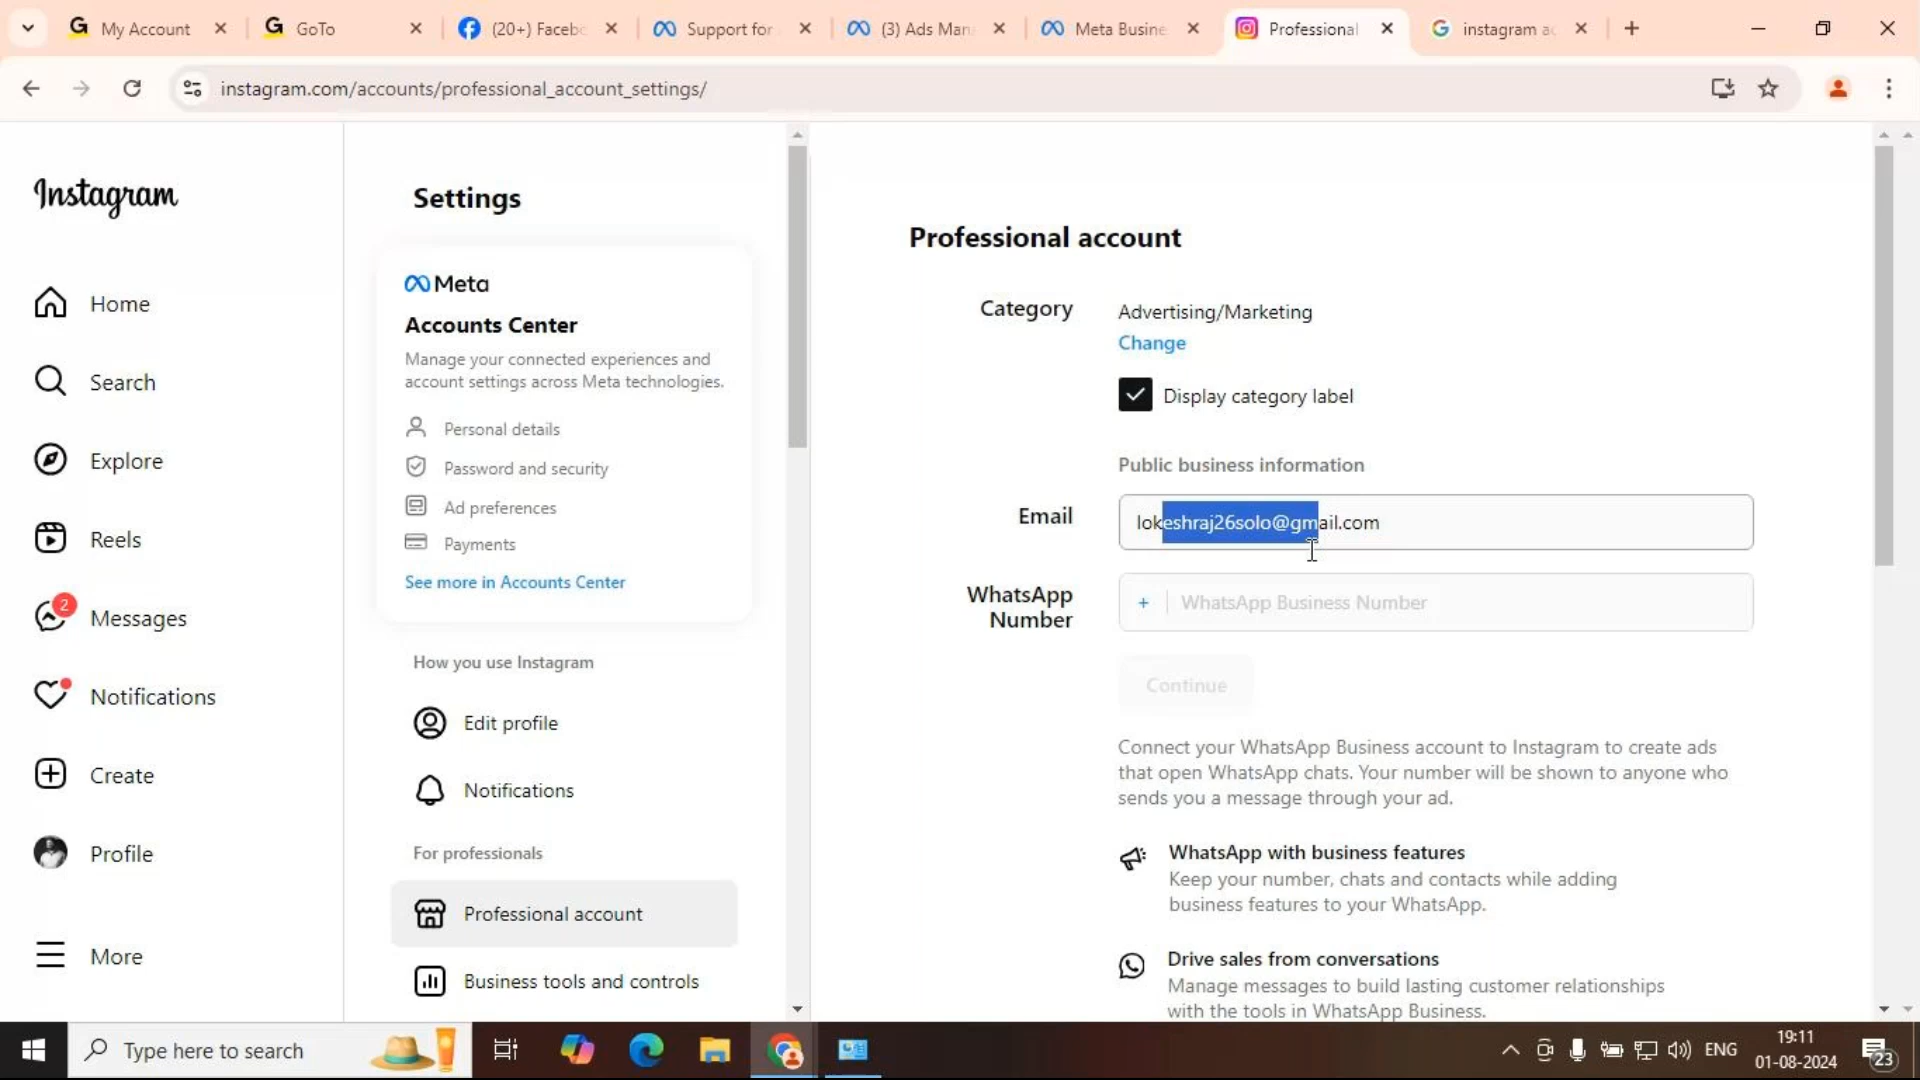 My Account
GoTo
(20+) Facebo
Support for
(3) Ads Man
Meta Busine
Professional
instagram ac
instagram.com/accounts/professional_account_settings/
Instagram
Home
Search
Explore
Reels
2
Messages
Notifications
Create
Profile
More
Settings
Meta
Accounts Center
Manage your connected experiences and
account settings across Meta technologies.
Personal details
Password and security
Ad preferences
Payments
See more in Accounts Center
How you use Instagram
Edit profile
Notifications
For professionals
Professional account
Business tools and controls
Professional account
Category
Advertising/Marketing
Change
Display category label
Public business information
Email
lokeshraj26solo@gmail.com
WhatsApp
Number
+
WhatsApp Business Number
Continue
Connect your WhatsApp Business account to Instagram to create ads
that open WhatsApp chats. Your number will be shown to anyone who
sends you a message through your ad.
WhatsApp with business features
Keep your number, chats and contacts while adding
business features to your WhatsApp.
Drive sales from conversations
Manage messages to build lasting customer relationships
with the tools in WhatsApp Business.
Type here to search
ENG
19:11
01-08-2024
23